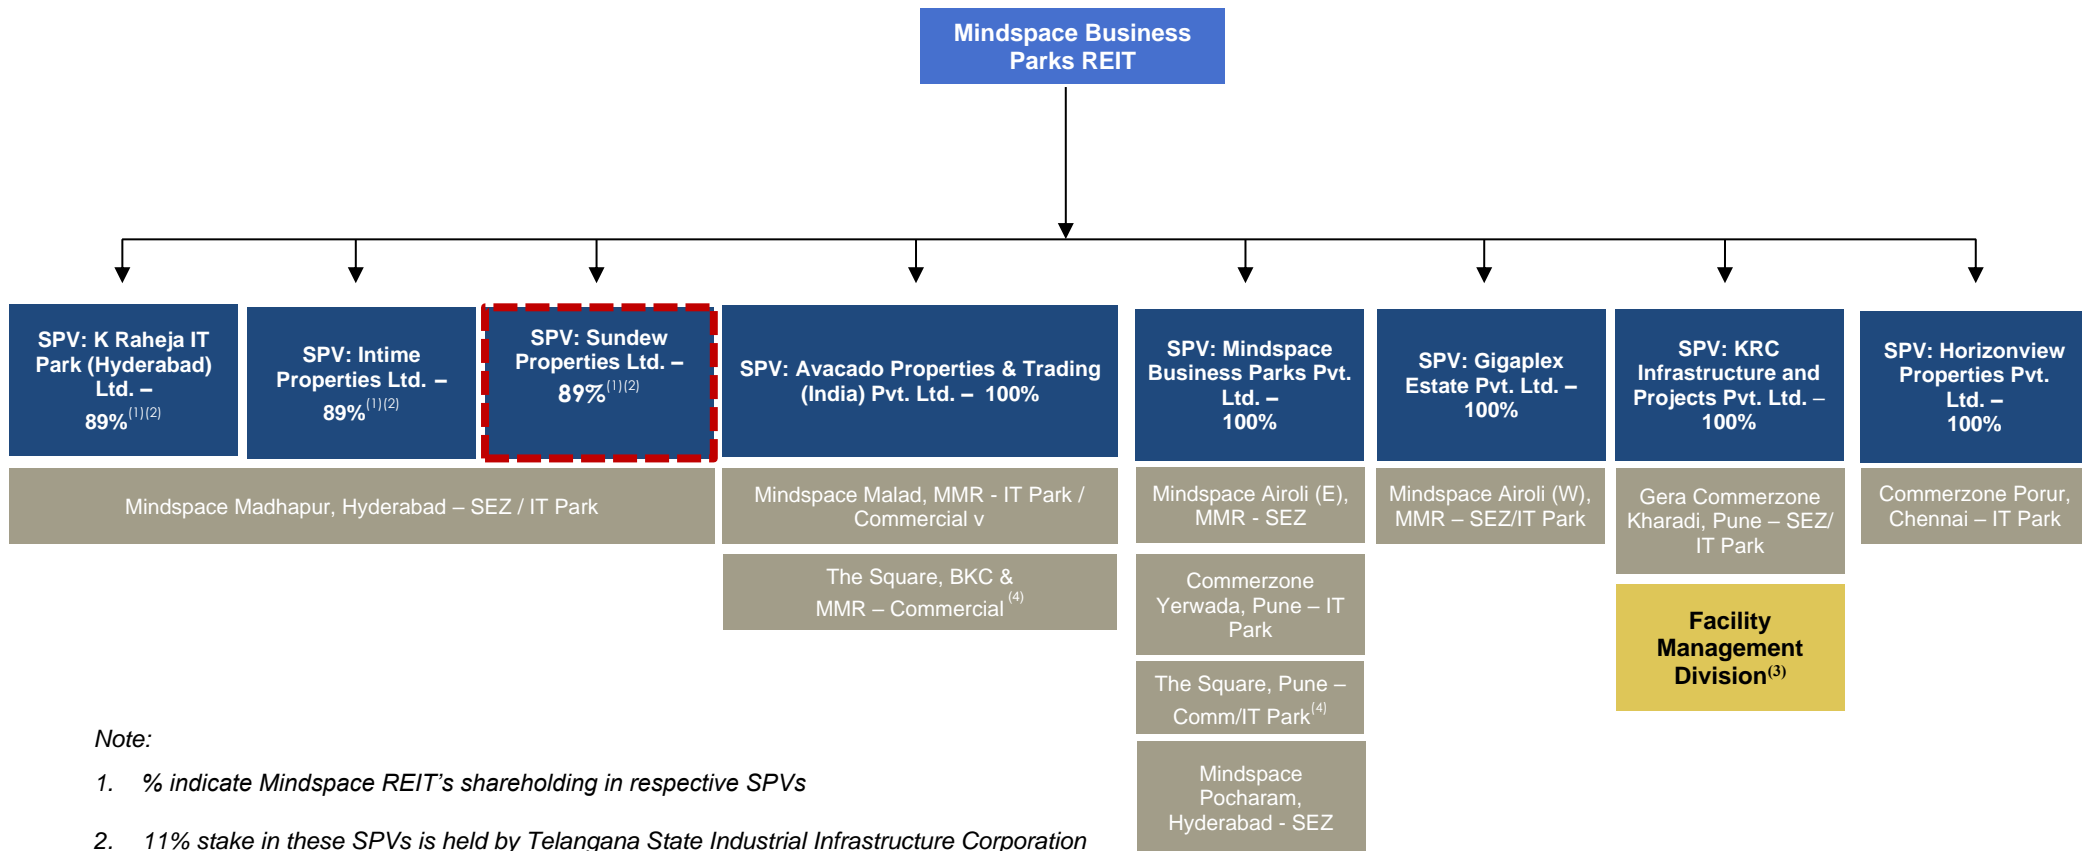 Mindspace Business
Parks REIT
SPV: K Raheja IT
Park (Hyderabad)
Ltd. –
89%(1)(2)
SPV: Intime
Properties Ltd. –
89%(1)(2)
SPV: Sundew
Properties Ltd. –
89%(1)(2)
SPV: Avacado Properties & Trading
(India) Pvt. Ltd. – 100%
SPV: Mindspace
Business Parks Pvt.
Ltd. –
100%
SPV: Gigaplex
Estate Pvt. Ltd. –
100%
SPV: KRC
Infrastructure and
Projects Pvt. Ltd. –
100%
SPV: Horizonview
Properties Pvt.
Ltd. –
100%
Mindspace Madhapur, Hyderabad – SEZ / IT Park
Mindspace Malad, MMR - IT Park /
Commercial v
Mindspace Airoli (E),
MMR - SEZ
Mindspace Airoli (W),
MMR – SEZ/IT Park
Gera Commerzone
Kharadi, Pune – SEZ/
IT Park
Commerzone Porur,
Chennai – IT Park
The Square, BKC &
MMR – Commercial (4)
Commerzone
Yerwada, Pune – IT
Park
Facility
Management
Division(3)
The Square, Pune –
Comm/IT Park(4)
Mindspace
Pocharam,
Hyderabad - SEZ
Note:
1. % indicate Mindspace REIT's shareholding in respective SPVs
2. 11% stake in these SPVs is held by Telangana State Industrial Infrastructure Corporation